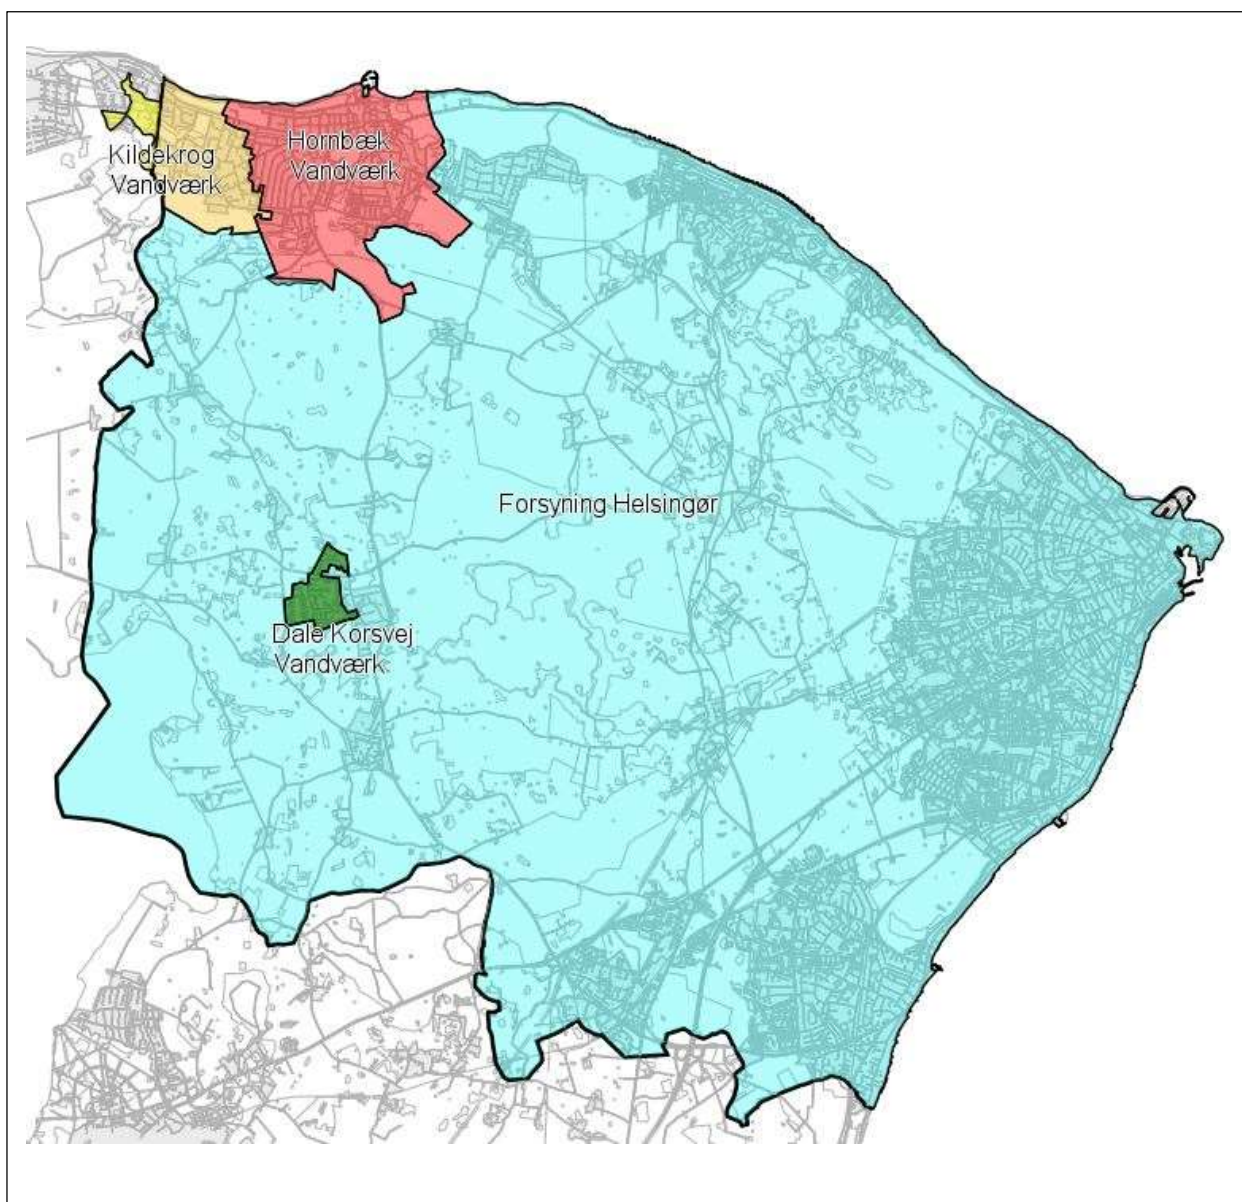 Kildekrog
Vandværk
Hornbæk
Vandværk
Forsyning Helsingør
Dale Korsvej
Vandværk